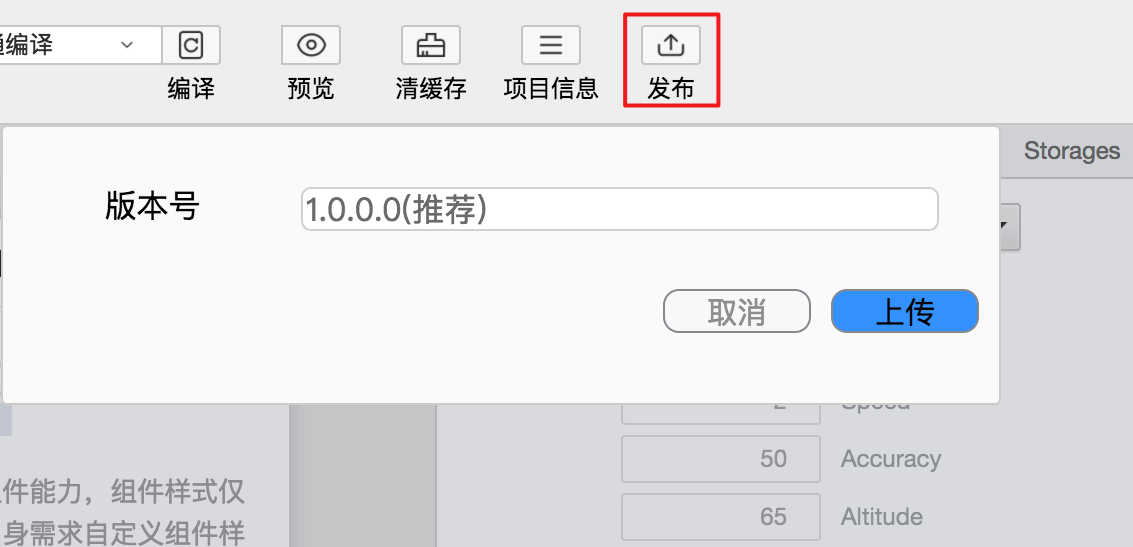 通编译
编译
预览
清缓存
项目信息
发布
Storages
版本号
1.0.0.0(推荐)
取消
上传
50
Accuracy
65
Altitude
件能力，组件样式仅
身需求自定义组件样